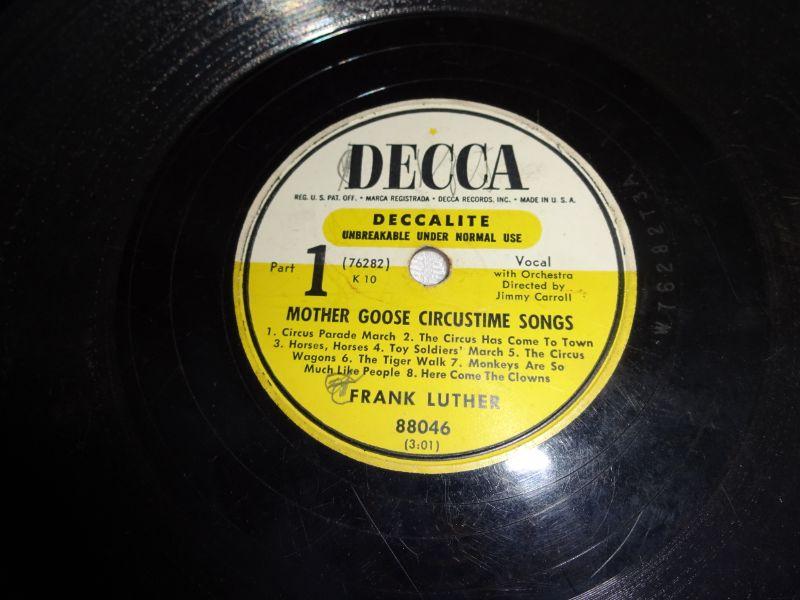 DECCA
REG. U. S. PAT. OFF. • MARCA REGISTRADA • DECCA RECORDS, INC. • MADE IN U. S. A.
DECCALITE
UNBREAKABLE UNDER NORMAL USE
Part 1
(76282)
K 10
Vocal
with Orchestra
Directed by
Jimmy Carroll
MOTHER GOOSE CIRCUSTIME SONGS
1. Circus Parade March 2. The Circus Has Come To Town
3. Horses, Horses 4. Toy Soldiers' March 5. The Circus
Wagons 6. The Tiger Walk 7. Monkeys Are So
Much Like People 8. Here Come The Clowns
FRANK LUTHER
88046
(3:01)
W76282T3A